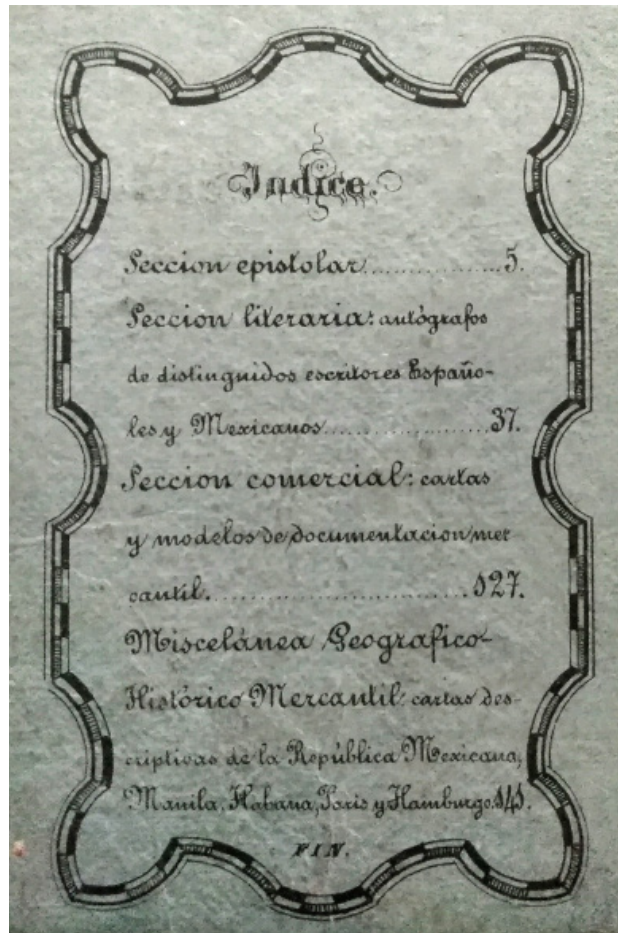 Indice.
Seccion epistolar...................5.
Seccion literaria: autógrafos
de distinguidos escritores Españo-
les y Mexicanos......................37.
Seccion comercial: cartas
y modelos de documentacion mer
cantil...............................127.
Miscelánea Geografico-
Histórico Mercantil: cartas des-
criptivas de la República Mexicana,
Manila, Habana, Paris y Hamburgo.141.
FIN.